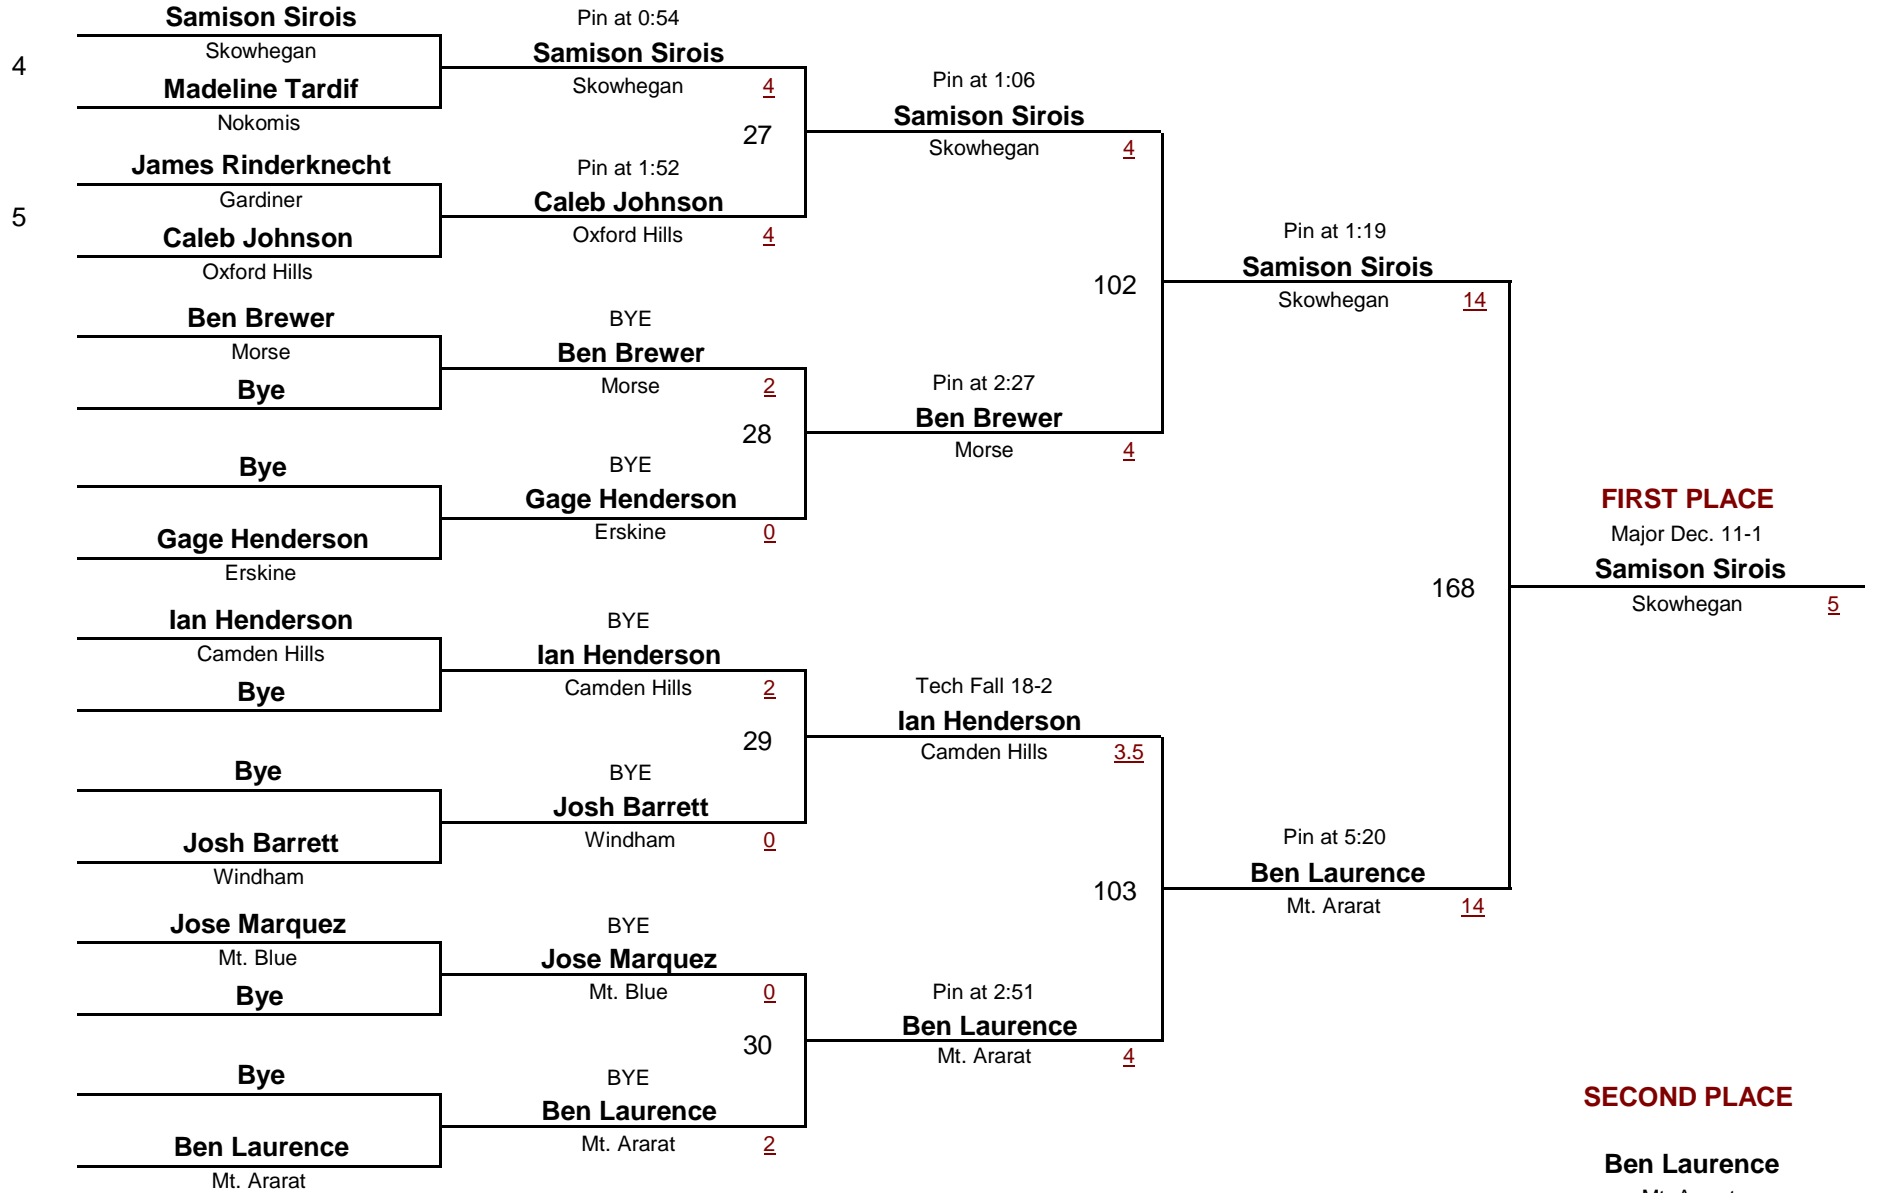 Samison Sirois
Skowhegan
4
Madeline Tardif
Nokomis
James Rinderknecht
Gardiner
5
Caleb Johnson
Oxford Hills
Ben Brewer
Morse
Bye
Bye
Gage Henderson
Erskine
Ian Henderson
Camden Hills
Bye
Bye
Josh Barrett
Windham
Jose Marquez
Mt. Blue
Bye
Bye
Ben Laurence
Mt. Ararat
Pin at 0:54
Samison Sirois
Skowhegan 4
27
Pin at 1:52
Caleb Johnson
Oxford Hills 4
BYE
Ben Brewer
Morse 2
28
BYE
Gage Henderson
Erskine 0
BYE
Ian Henderson
Camden Hills 2
29
BYE
Josh Barrett
Windham 0
BYE
Jose Marquez
Mt. Blue 0
30
BYE
Ben Laurence
Mt. Ararat 2
Pin at 1:06
Samison Sirois
Skowhegan 4
102
Pin at 2:27
Ben Brewer
Morse 4
Tech Fall 18-2
Ian Henderson
Camden Hills 3.5
103
Pin at 2:51
Ben Laurence
Mt. Ararat 4
Pin at 1:19
Samison Sirois
Skowhegan 14
168
Pin at 5:20
Ben Laurence
Mt. Ararat 14
FIRST PLACE
Major Dec. 11-1
Samison Sirois
Skowhegan 5
SECOND PLACE
Ben Laurence
Mt. Ararat